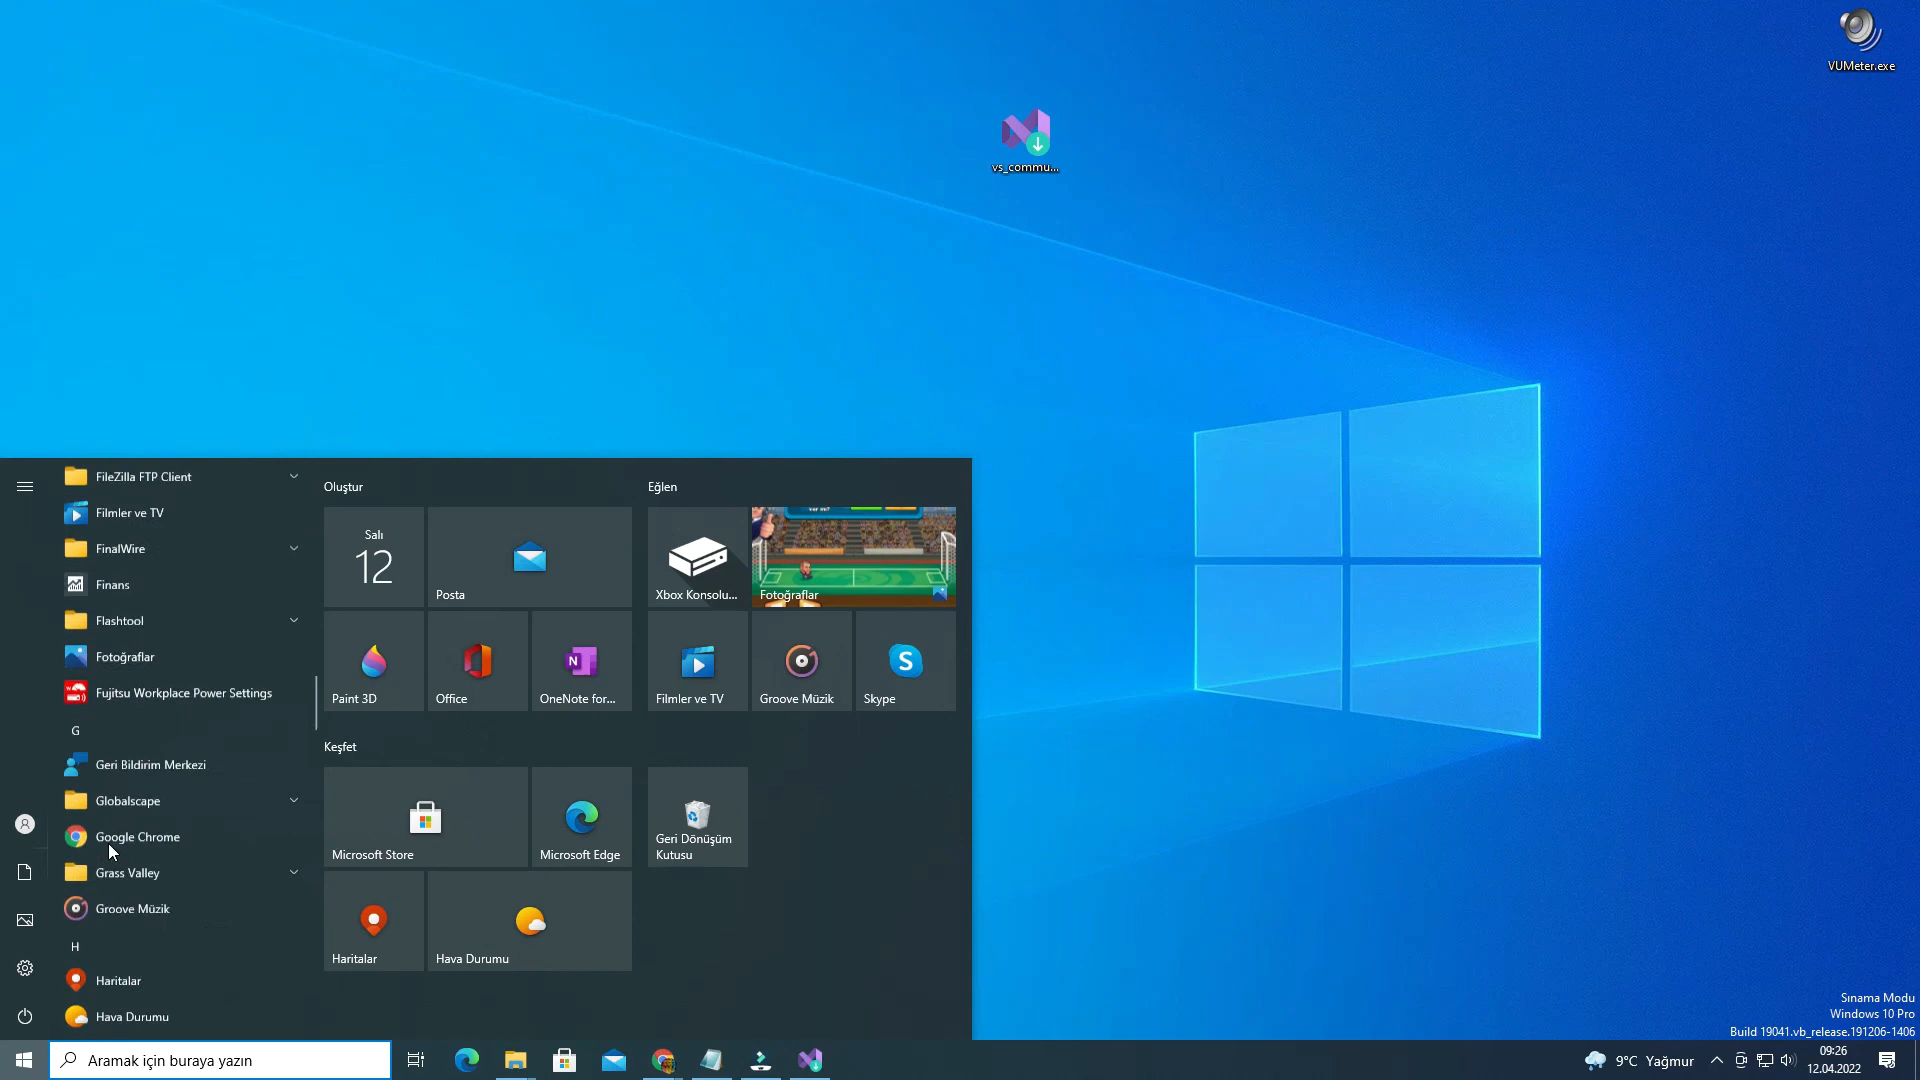 VUMeter.exe
vs_commu...
FileZilla FTP Client
Filmler ve TV
FinalWire
Finans
Flashtool
Fotoğraflar
Fujitsu Workplace Power Settings
G
Geri Bildirim Merkezi
Globalscape
Google Chrome
Grass Valley
Groove Müzik
H
Haritalar
Hava Durumu
Oluştur
Salı
12
Posta
Paint 3D
Office
OneNote for...
Keşfet
Microsoft Store
Microsoft Edge
Haritalar
Hava Durumu
Eğlen
Xbox Konsolu...
Fotoğraflar
Filmler ve TV
Groove Müzik
Skype
Geri Dönüşüm
Kutusu
Sınama Modu
Windows 10 Pro
Build 19041.vb_release.191206-1406
Aramak için buraya yazın
9°C Yağmur
09:26
12.04.2022